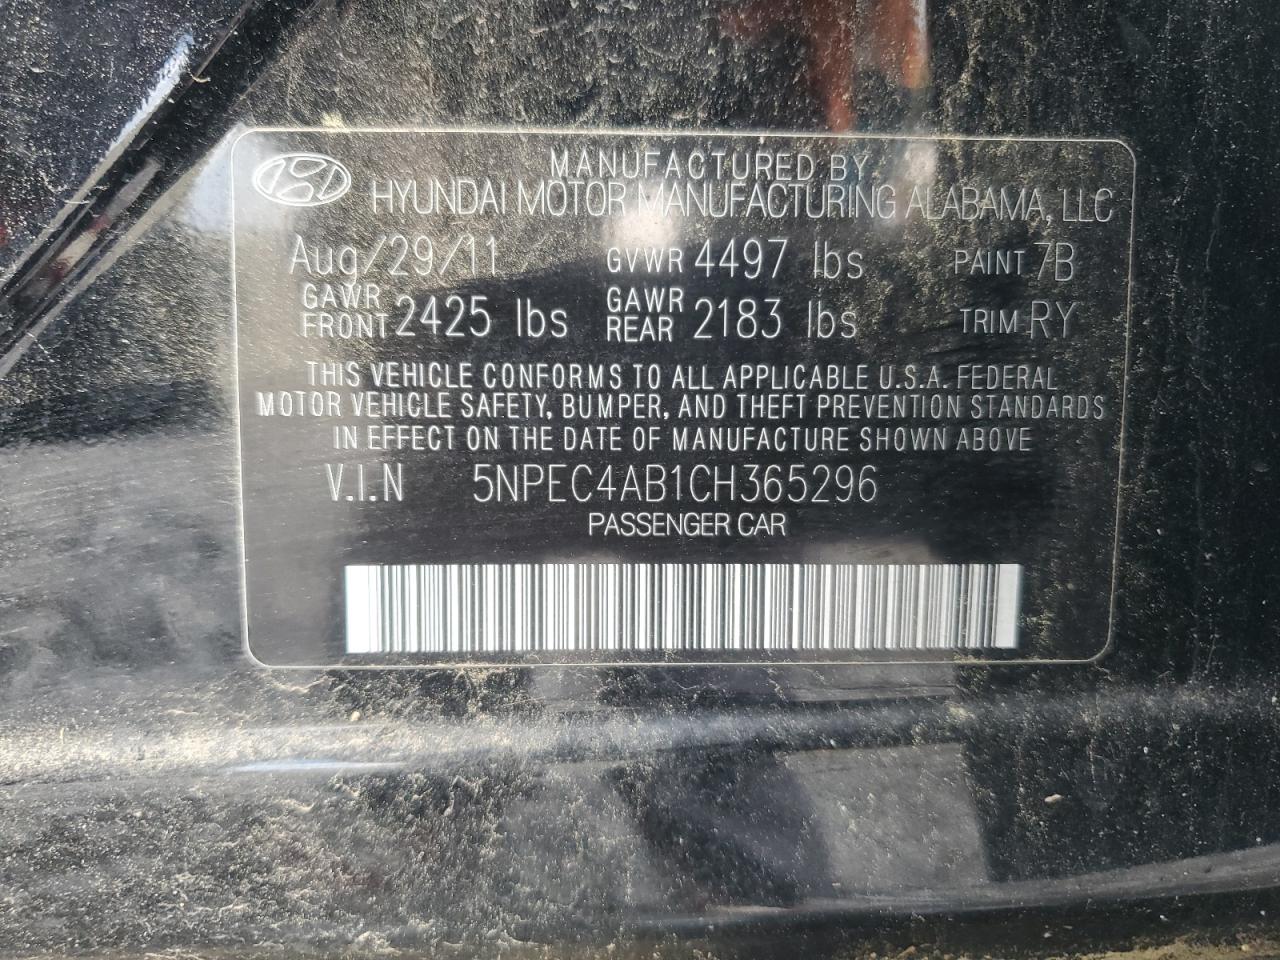 MANUFACTURED BY
HYUNDAI MOTOR MANUFACTURING ALABAMA, LLC
Aug/29/11 GVWR 4497 lbs PAINT 7B
GAWR FRONT 2425 lbs GAWR REAR 2183 lbs TRIM RY
THIS VEHICLE CONFORMS TO ALL APPLICABLE U.S.A. FEDERAL
MOTOR VEHICLE SAFETY, BUMPER, AND THEFT PREVENTION STANDARDS
IN EFFECT ON THE DATE OF MANUFACTURE SHOWN ABOVE
V.I.N 5NPEC4AB1CH365296
PASSENGER CAR